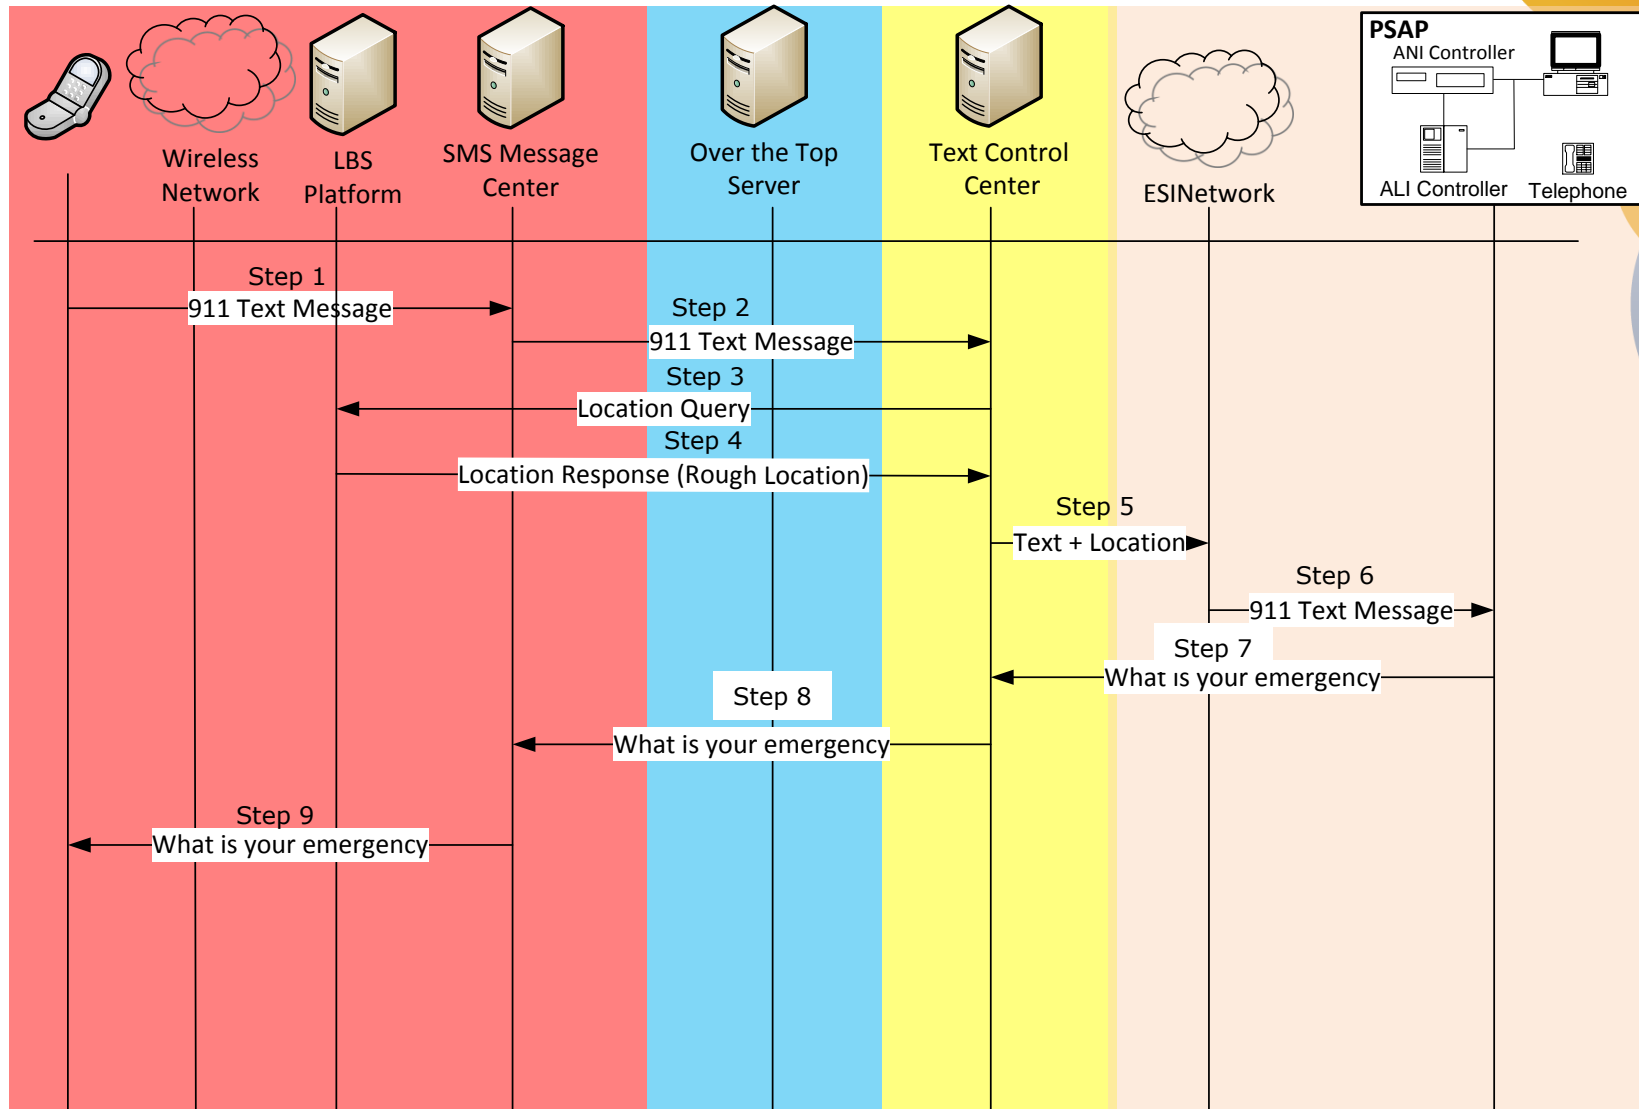 PSAP
ANI Controller
ALI Controller
Telephone
Wireless
Network
LBS
Platform
SMS Message
Center
Over the Top
Server
Text Control
Center
ESINetwork
Step 1
911 Text Message
Step 2
911 Text Message
Step 3
Location Query
Step 4
Location Response (Rough Location)
Step 5
Text + Location
Step 6
911 Text Message
Step 7
What is your emergency
Step 8
What is your emergency
Step 9
What is your emergency